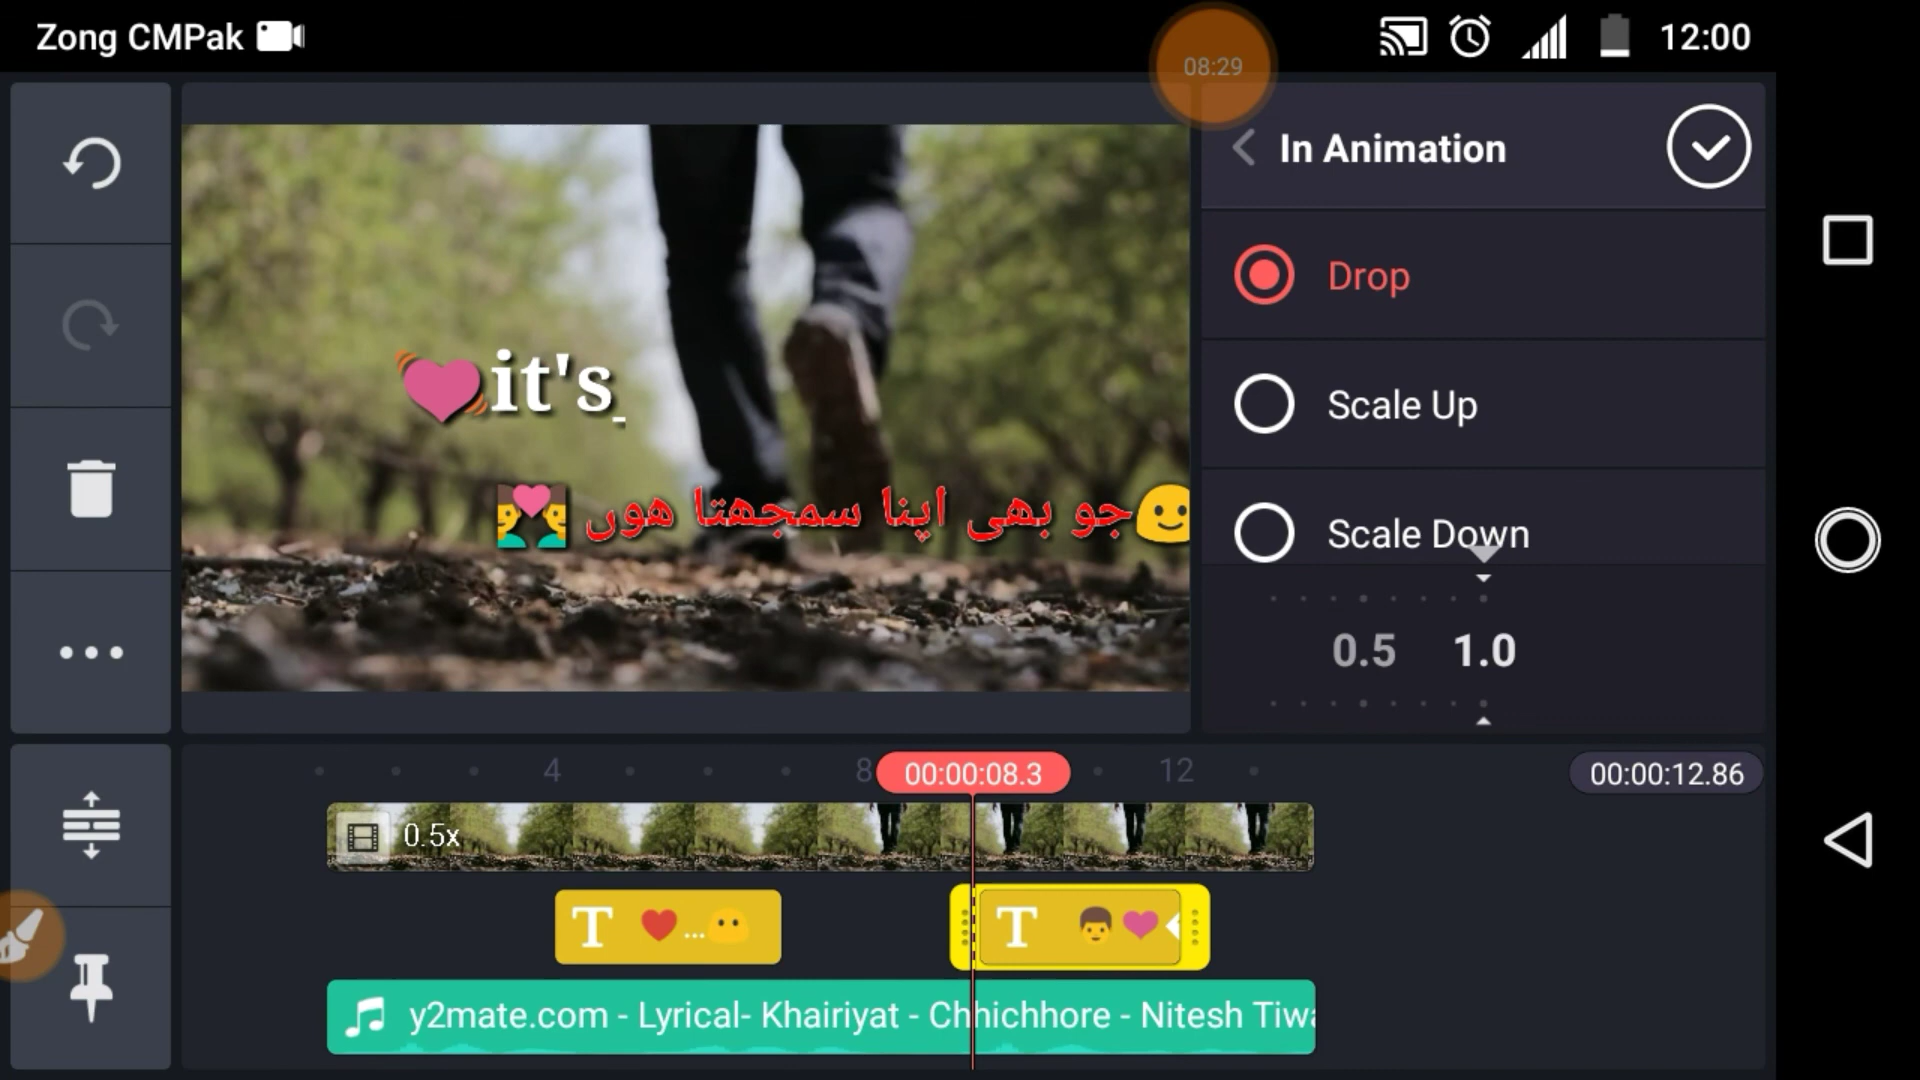 Zong CMPak
12:00
08:29
In Animation
Drop
Scale Up
Scale Down
0.5 1.0
💓it's_
🙂جو بھی اپنا سمجھتا ہوں 👨‍❤️‍👨
4 8 00:00:08.3 12 00:00:12.86
0.5x
T ❤️...😶
T 👨💗
y2mate.com - Lyrical- Khairiyat - Chhichhore - Nitesh Tiwa